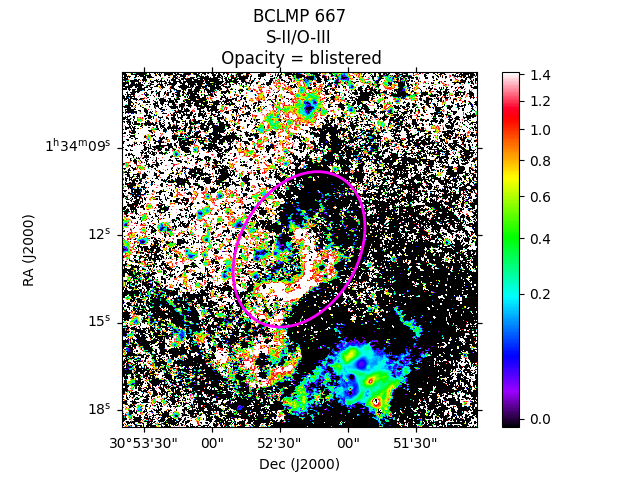 BCLMP 667
S-II/O-III
Opacity = blistered
1.4
1.2
1.0
0.8
0.6
0.4
0.2
0.0
1ʰ34ᵐ09ˢ
12ˢ
15ˢ
18ˢ
RA (J2000)
30°53'30" 00" 52'30" 00" 51'30"
Dec (J2000)